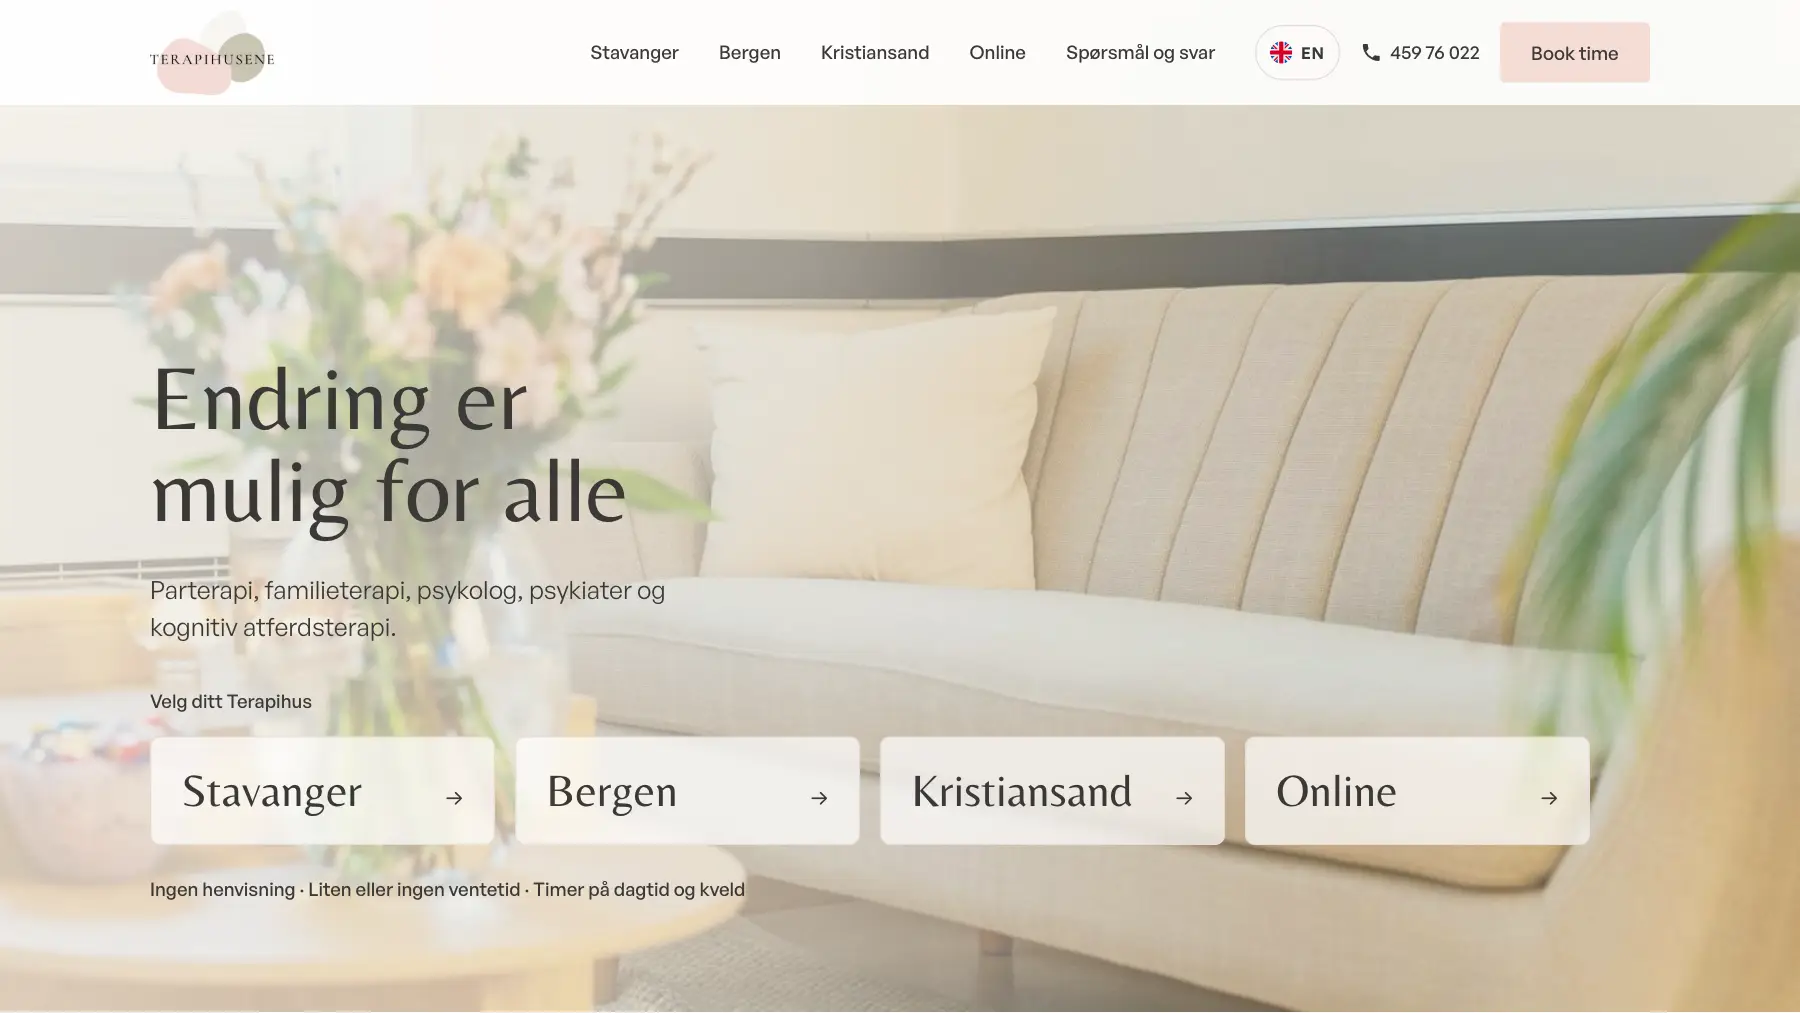 TERAPIHUSENE
Stavanger
Bergen
Kristiansand
Online
Spørsmål og svar
EN
459 76 022
Book time
Endring er
mulig for alle
Parterapi, familieterapi, psykolog, psykiater og
kognitiv atferdsterapi.
Velg ditt Terapihus
Stavanger →
Bergen →
Kristiansand →
Online →
Ingen henvisning · Liten eller ingen ventetid · Timer på dagtid og kveld